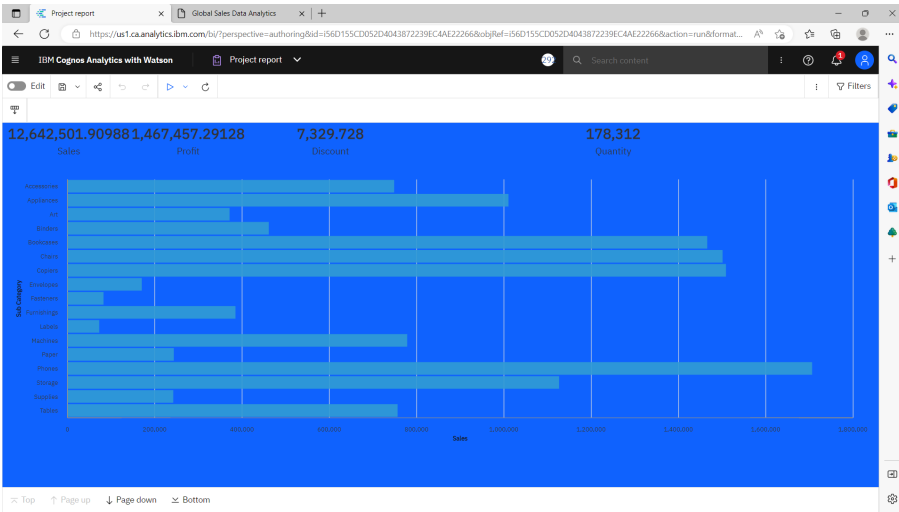 Project report
Global Sales Data Analytics
https://us1.ca.analytics.ibm.com/bi/?perspective=authoring&id=i56D155CD052D4043872239EC4AE22266&objRef=i56D155CD052D4043872239EC4AE22266&action=run&format...
IBM Cognos Analytics with Watson
Project report
Search content
Edit
Filters
12,642,501.90988 1,467,457.29128 7,329.728 178,312
Sales Profit Discount Quantity
Accessories
Appliances
Art
Binders
Bookcases
Chairs
Copiers
Envelopes
Fasteners
Furnishings
Labels
Machines
Paper
Phones
Storage
Supplies
Tables
Sub Category
0 200,000 400,000 600,000 800,000 1,000,000 1,200,000 1,400,000 1,600,000 1,800,000
Sales
Top Page up Page down Bottom